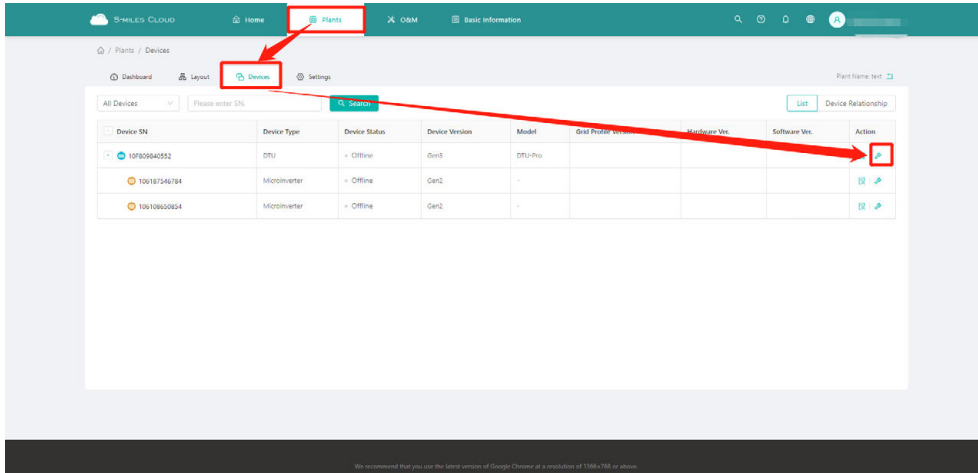 S-MILES CLOUD Home Plants O&M Basic Information
/ Plants / Devices
Dashboard Layout Devices Settings Plant Name: text
All Devices Please enter SN. Search List Device Relationship
Device SN Device Type Device Status Device Version Model Grid Profile Hardware Ver. Software Ver. Action
10F809840552 DTU Offline Gen3 DTU-Pro
106187546784 Microinverter Offline Gen2 -
106108650854 Microinverter Offline Gen2 -
We recommend that you use the latest version of Google Chrome at a resolution of 1366×768 or above.